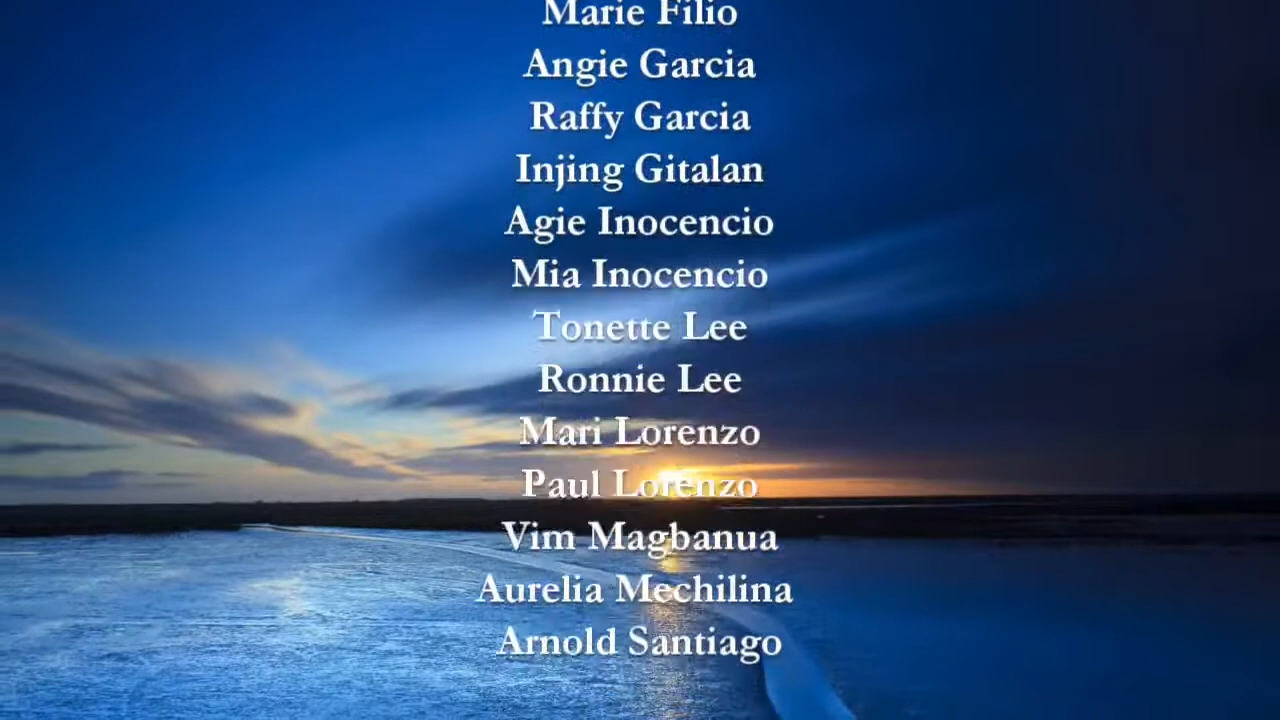 Marie Filio
Angie Garcia
Raffy Garcia
Injing Gitalan
Agie Inocencio
Mia Inocencio
Tonette Lee
Ronnie Lee
Mari Lorenzo
Paul Lorenzo
Vim Magbanua
Aurelia Mechilina
Arnold Santiago